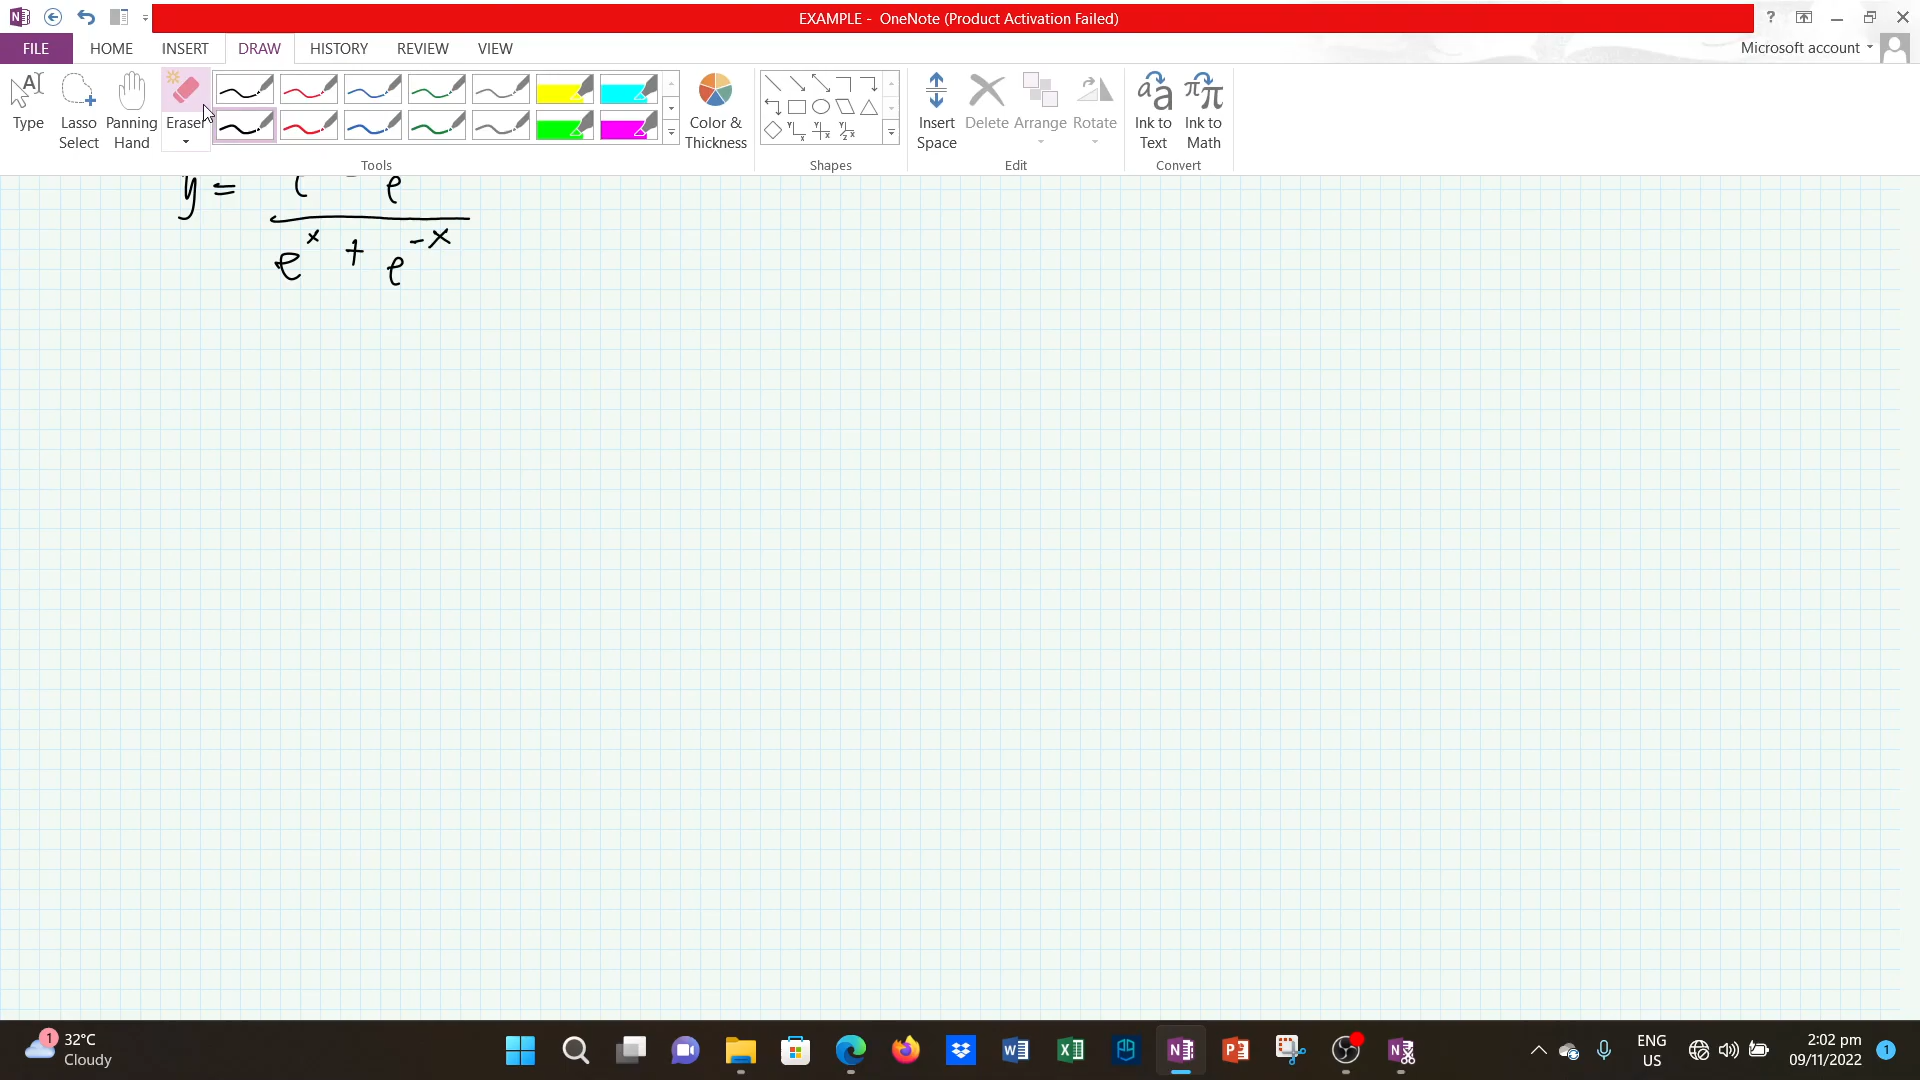 EXAMPLE - OneNote (Product Activation Failed)
?
FILE HOME INSERT DRAW HISTORY REVIEW VIEW
Microsoft account
Type
Lasso Select
Panning Hand
Eraser
Color & Thickness
Insert Space
Delete
Arrange
Rotate
Ink to Text
Ink to Math
Tools
Shapes
Edit
Convert
y =
e^x + e^-x
1
32°C
Cloudy
ENG
US
2:02 pm
09/11/2022
1